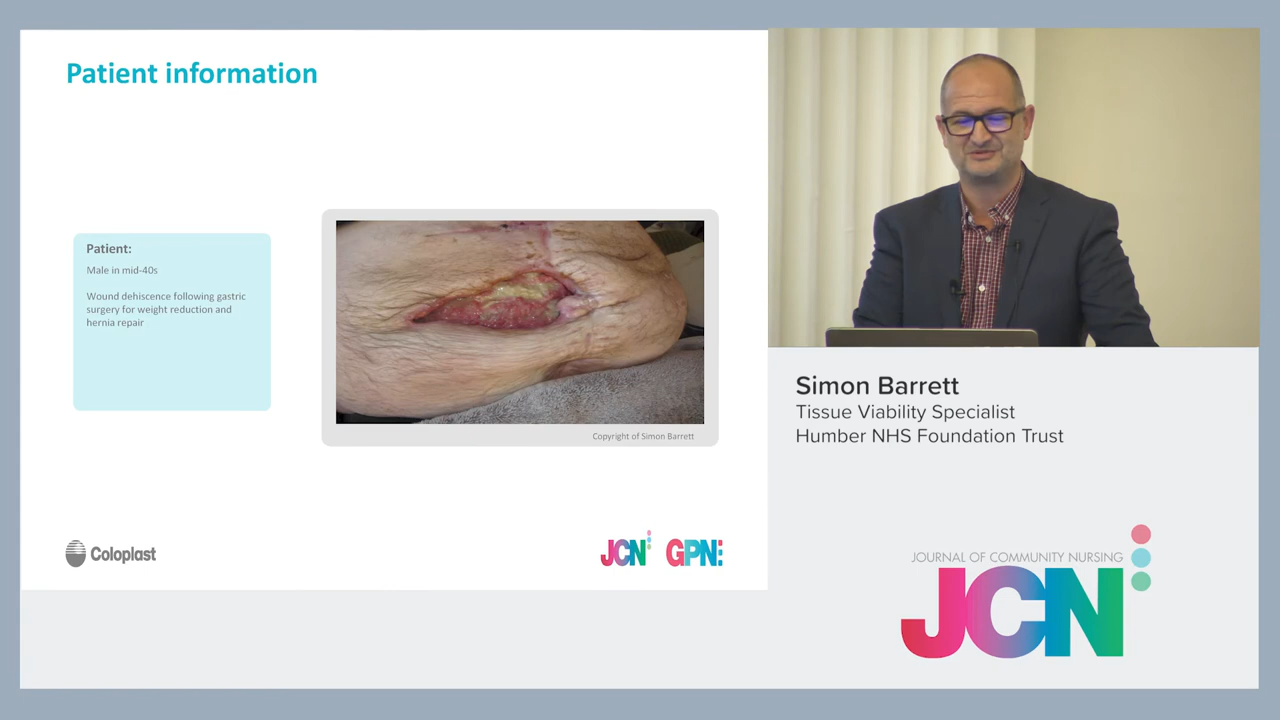 Patient information
Patient:
Male in mid-40s
Wound dehiscence following gastric
surgery for weight reduction and
hernia repair
Copyright of Simon Barrett
Coloplast
JCN
GPN
Simon Barrett
Tissue Viability Specialist
Humber NHS Foundation Trust
JOURNAL OF COMMUNITY NURSING
JCN